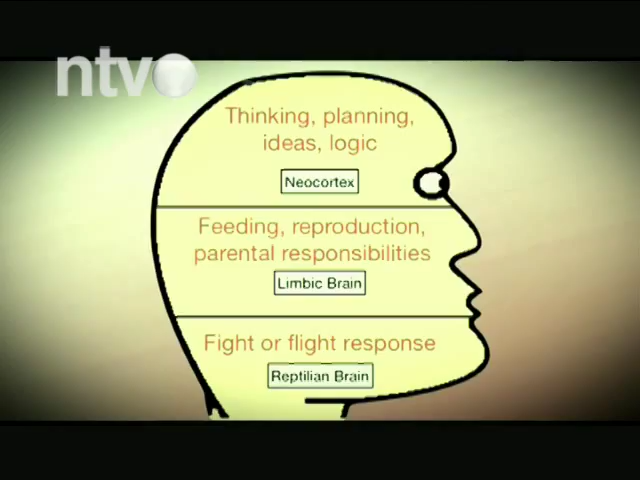 ntv
Thinking, planning,
ideas, logic
Neocortex
Feeding, reproduction,
parental responsibilities
Limbic Brain
Fight or flight response
Reptilian Brain